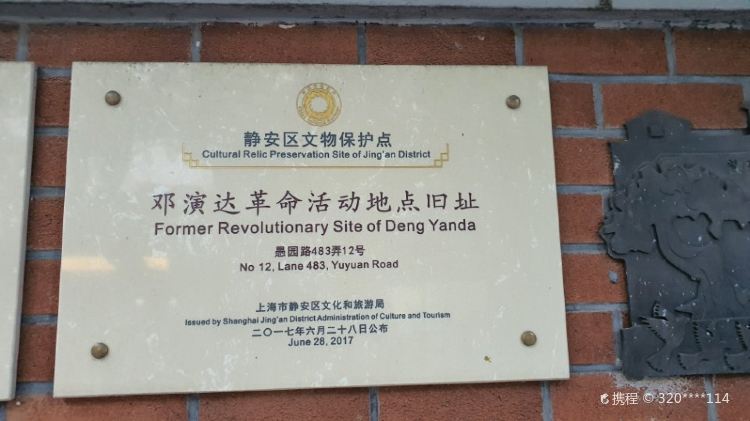 静安区文物保护点
Cultural Relic Preservation Site of Jing'an District
邓演达革命活动地点旧址
Former Revolutionary Site of Deng Yanda
愚园路483弄12号
No 12, Lane 483, Yuyuan Road
上海市静安区文化和旅游局
Issued by Shanghai Jing'an District Administration of Culture and Tourism
二〇一七年六月二十八日公布
June 28, 2017
携程 © 320****114